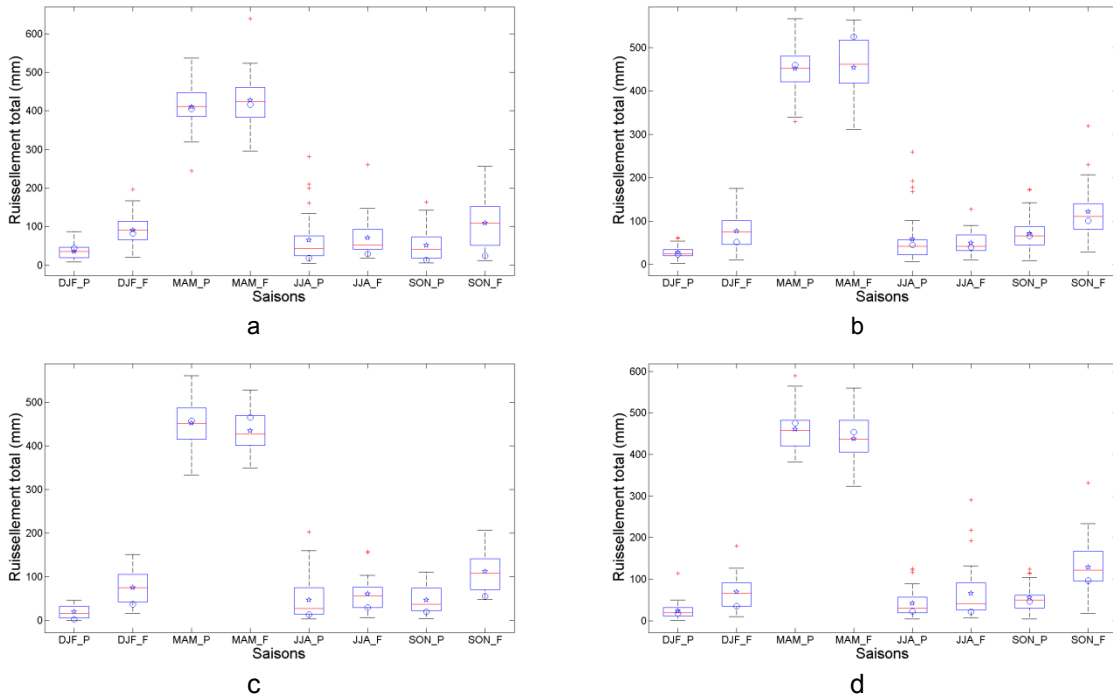 Ruissellement total (mm)
600
500
400
300
200
100
0
DJF_P DJF_F MAM_P MAM_F JJA_P JJA_F SON_P SON_F
Saisons
a
Ruissellement total (mm)
500
400
300
200
100
0
DJF_P DJF_F MAM_P MAM_F JJA_P JJA_F SON_P SON_F
Saisons
b
Ruissellement total (mm)
500
400
300
200
100
0
DJF_P DJF_F MAM_P MAM_F JJA_P JJA_F SON_P SON_F
Saisons
c
Ruissellement total (mm)
600
500
400
300
200
100
0
DJF_P DJF_F MAM_P MAM_F JJA_P JJA_F SON_P SON_F
Saisons
d